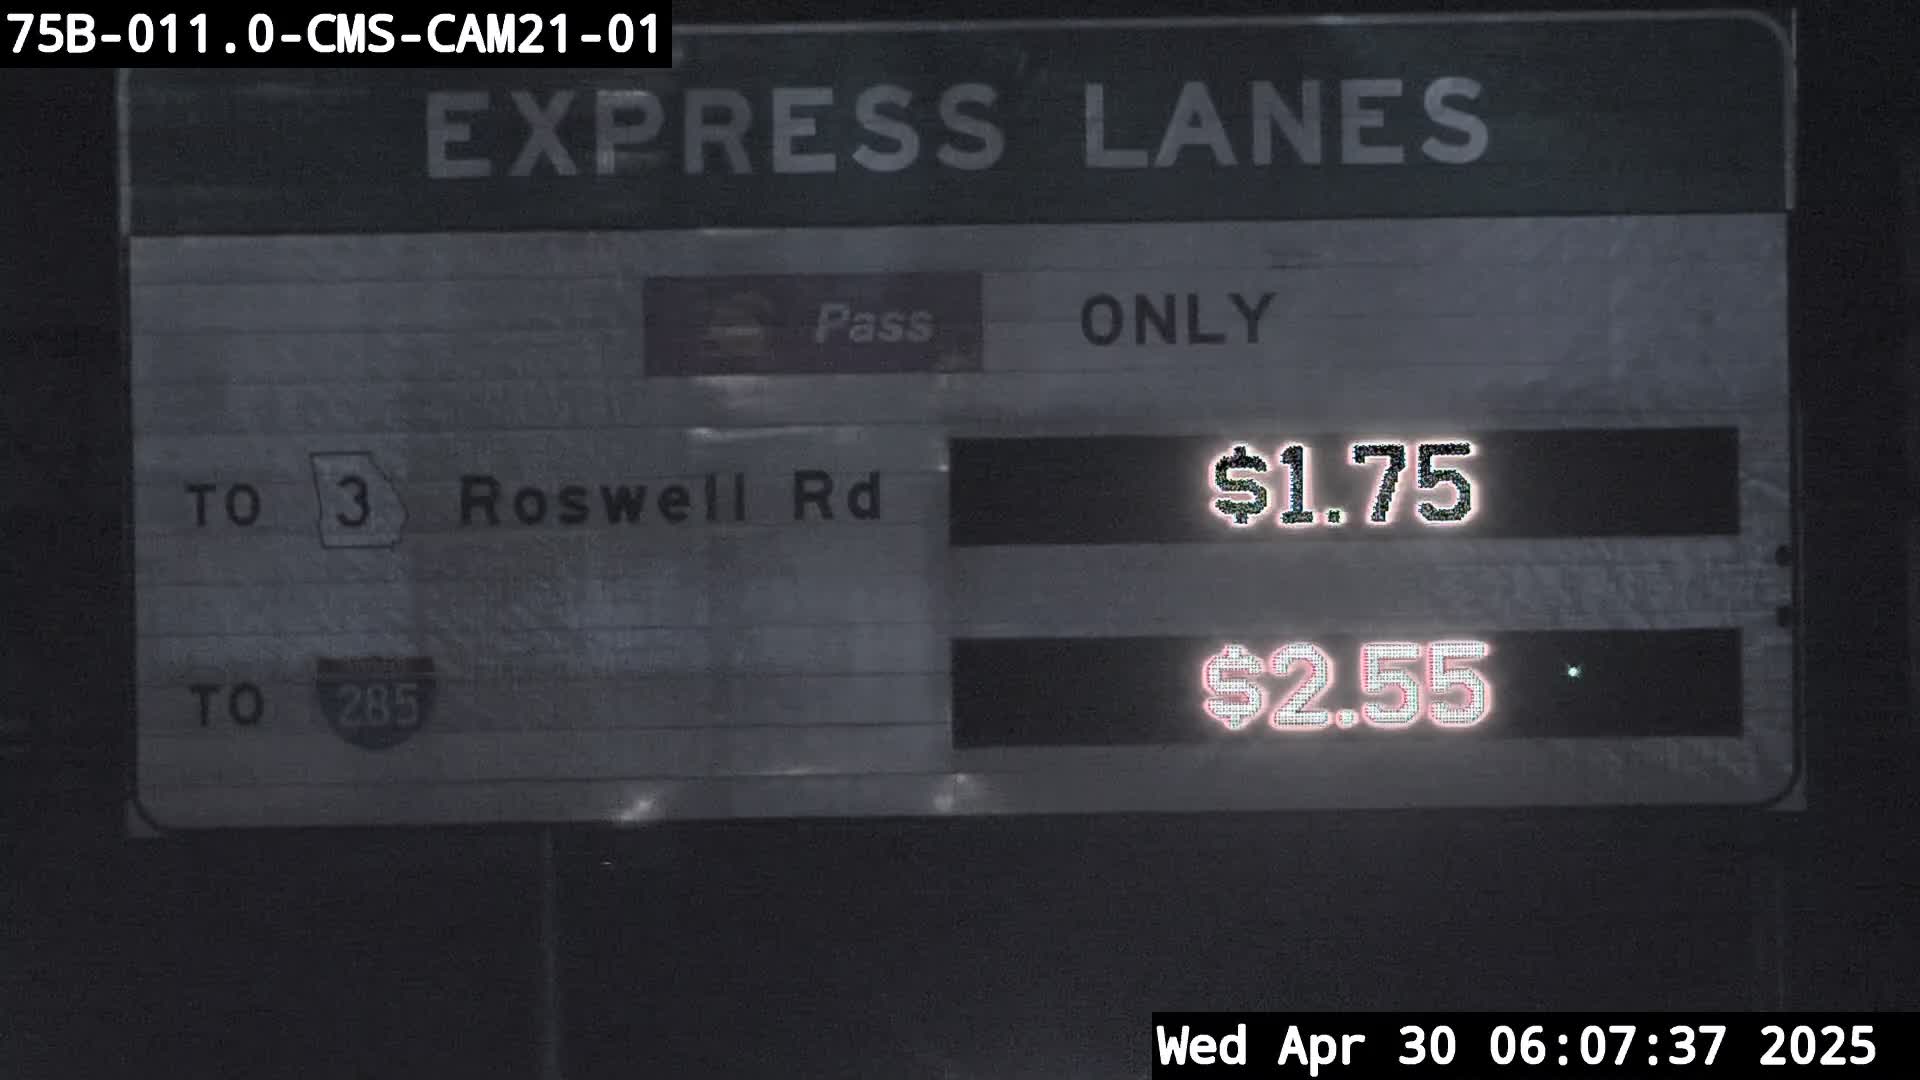 75B-011.0-CMS-CAM21-01
EXPRESS LANES
Pass ONLY
TO 3 Roswell Rd $1.75
TO 285 $2.55
Wed Apr 30 06:07:37 2025